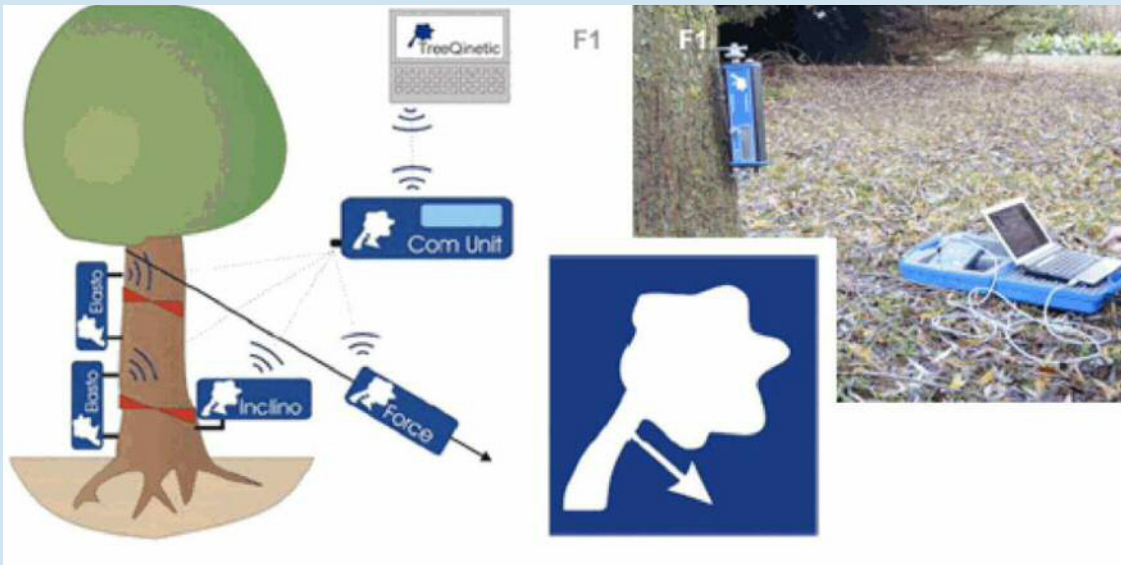 TreeQinetic
F1
F1
Com Unit
Elasto
Elasto
Inclino
Force